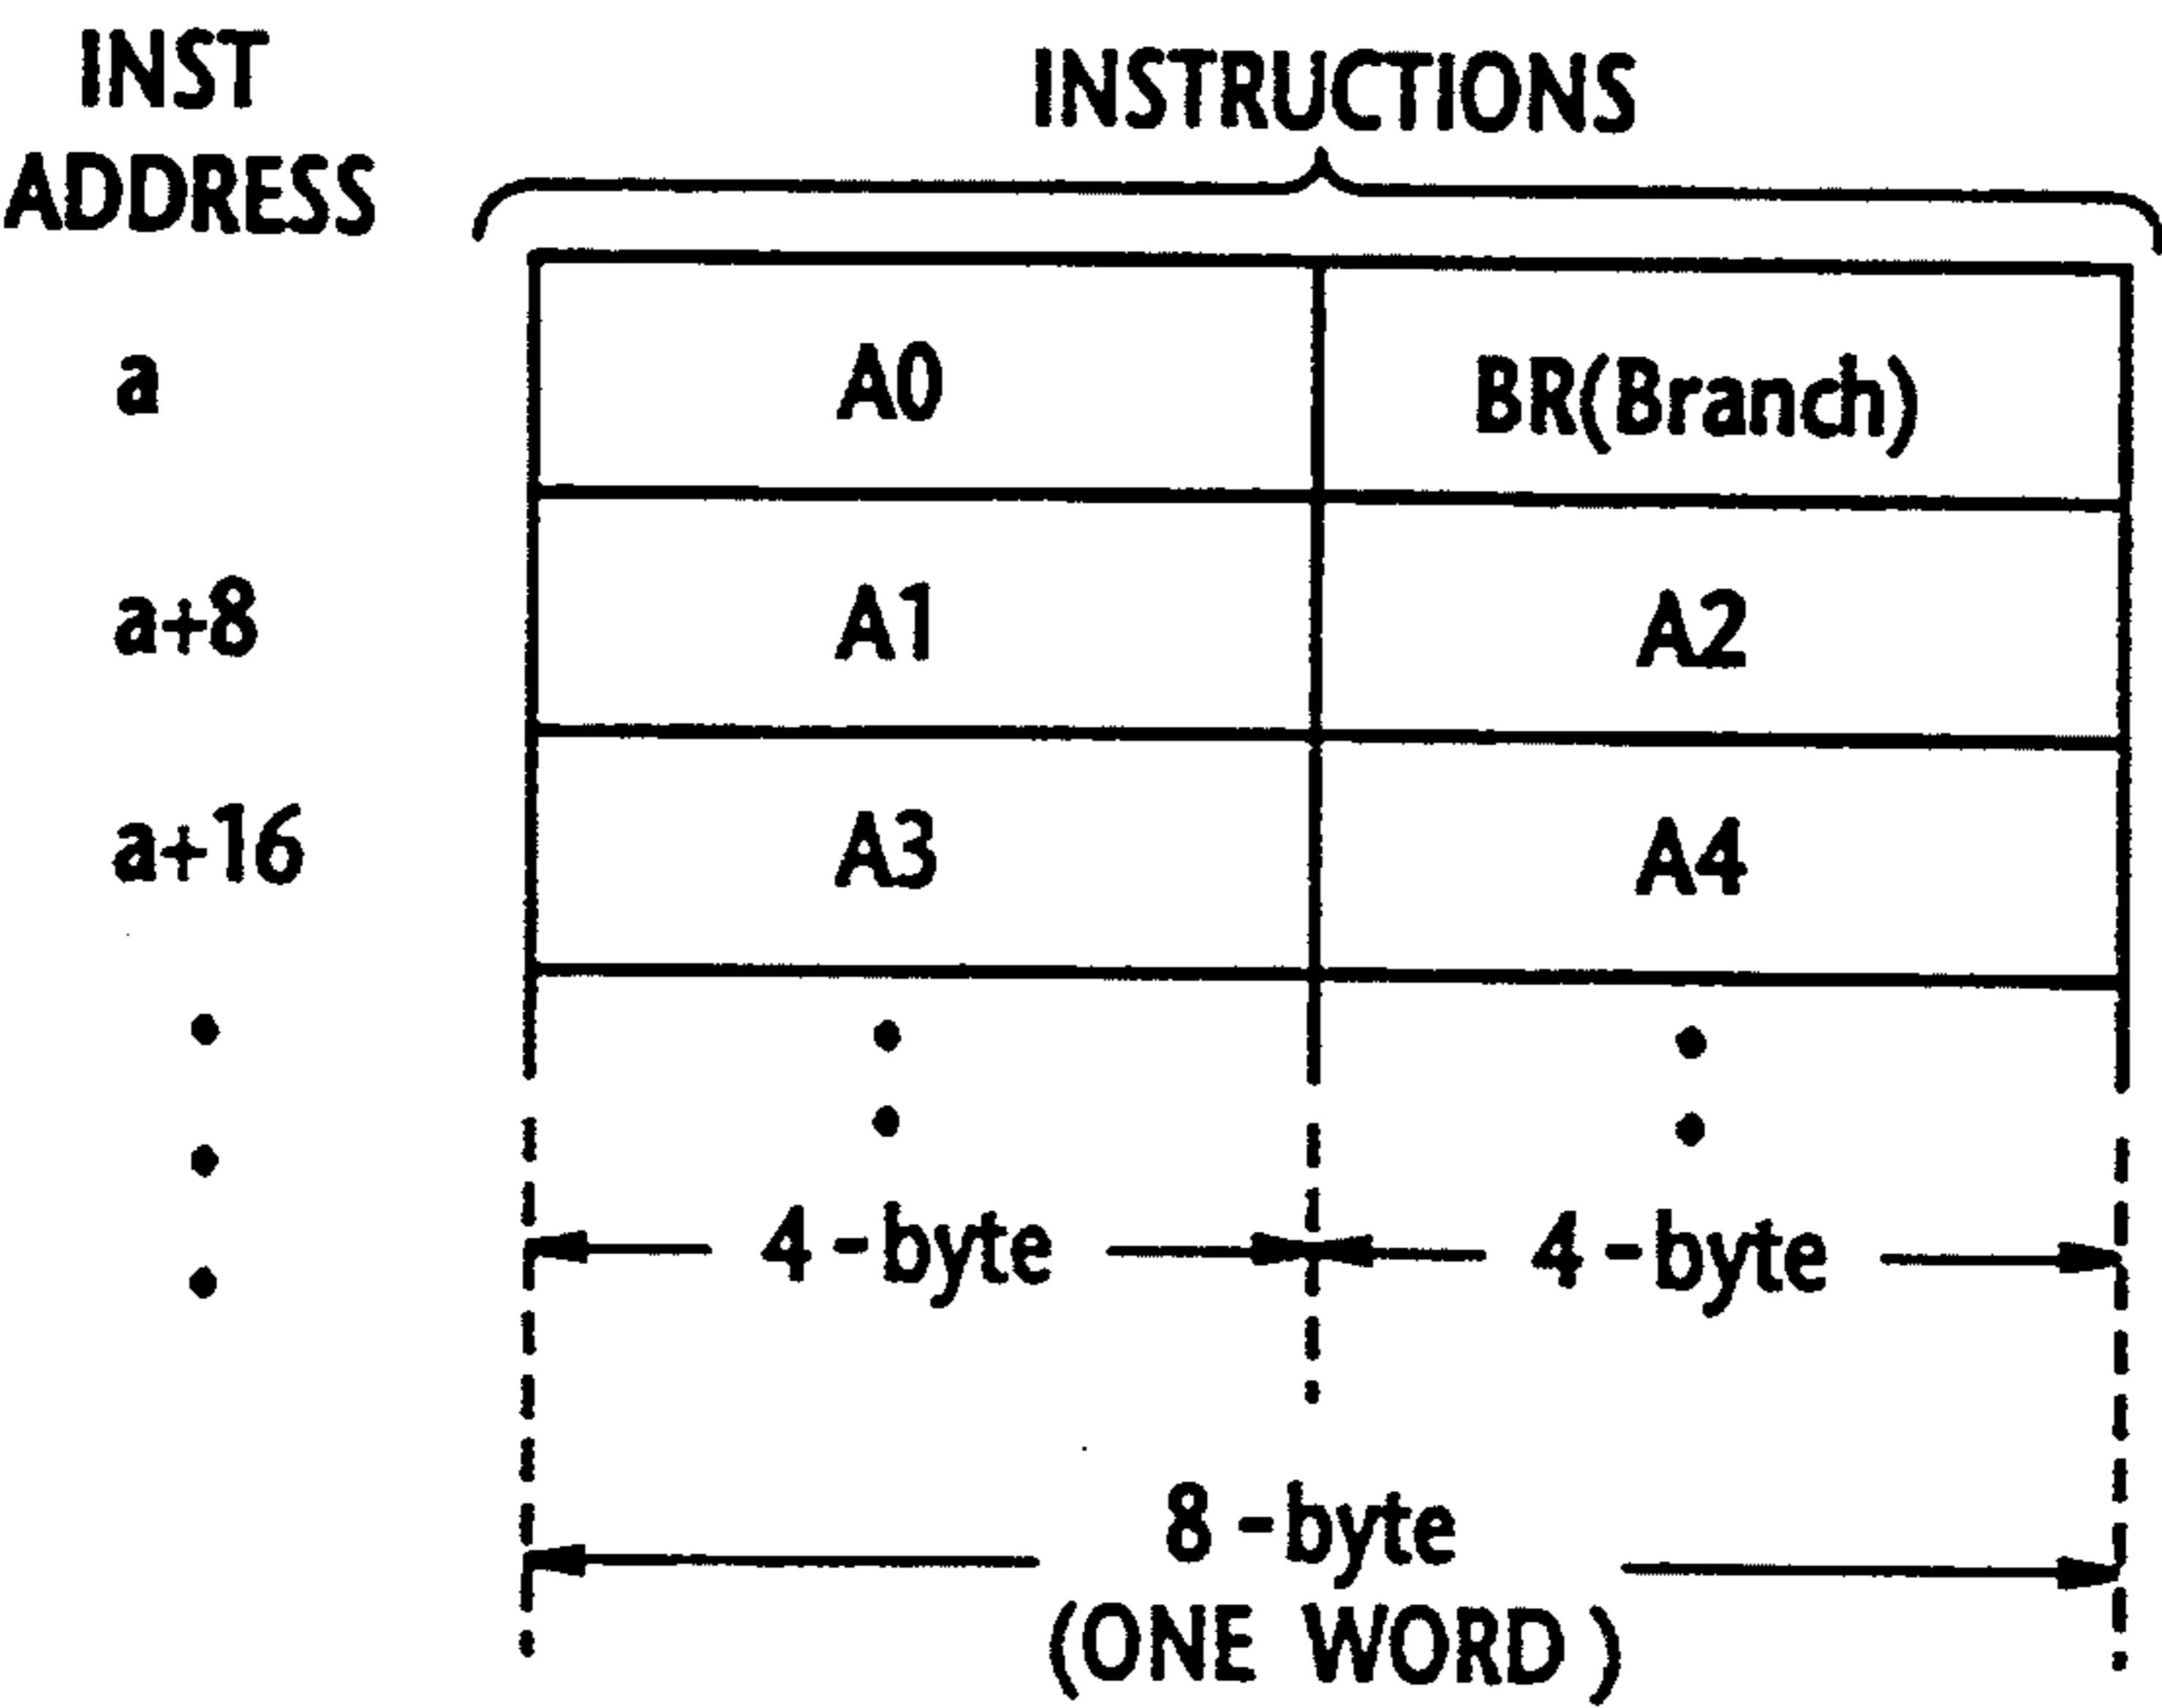 INST
ADDRESS
INSTRUCTIONS
a
A0
BR(Branch)
a+8
A1
A2
a+16
A3
A4
4-byte
4-byte
8-byte
(ONE WORD)